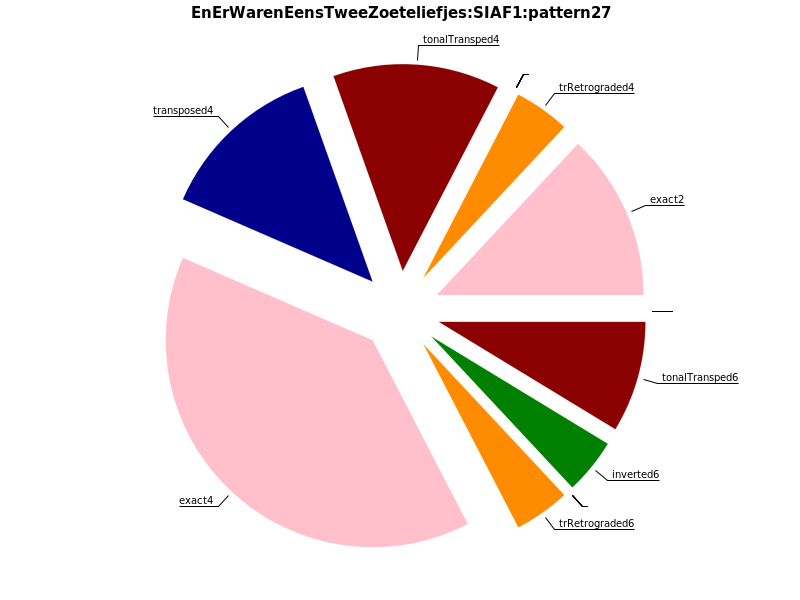 EnErWarenEensTweeZoeteliefjes:SIAF1:pattern27
tonalTransped4
trRetrograded4
transposed4
exact2
tonalTransped6
inverted6
exact4
trRetrograded6